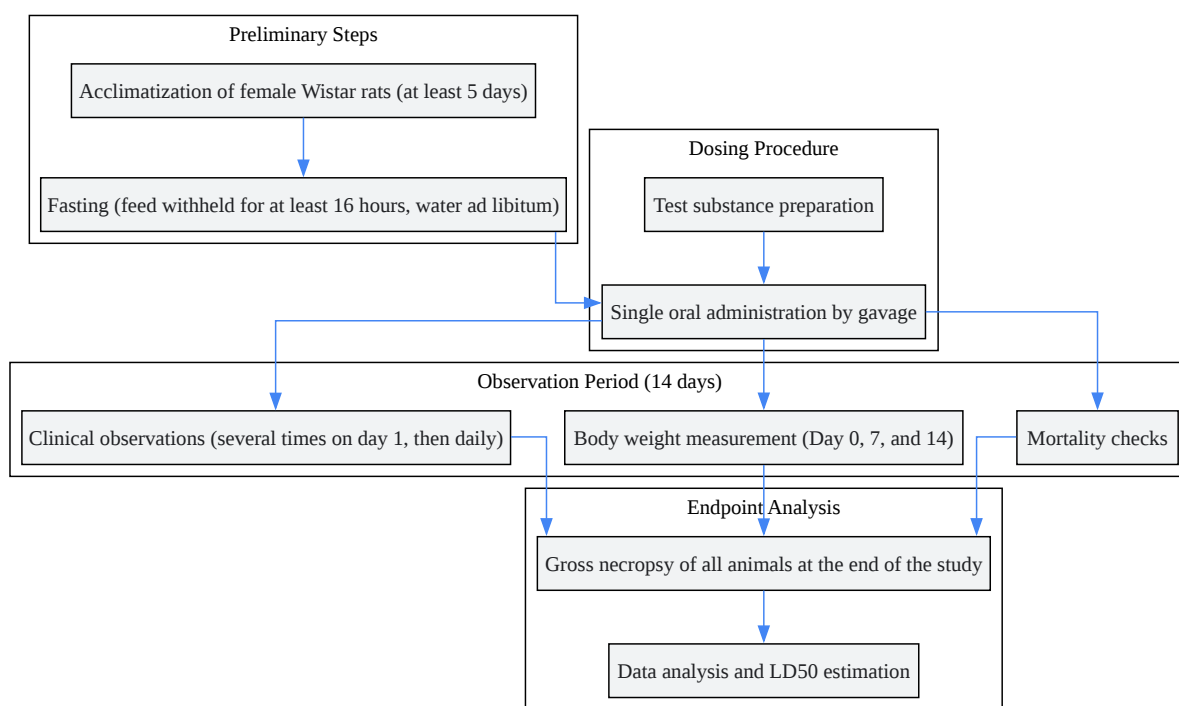 Preliminary Steps
Acclimatization of female Wistar rats (at least 5 days)
Fasting (feed withheld for at least 16 hours, water ad libitum)
Dosing Procedure
Test substance preparation
Single oral administration by gavage
Observation Period (14 days)
Clinical observations (several times on day 1, then daily)
Body weight measurement (Day 0, 7, and 14)
Mortality checks
Endpoint Analysis
Gross necropsy of all animals at the end of the study
Data analysis and LD50 estimation